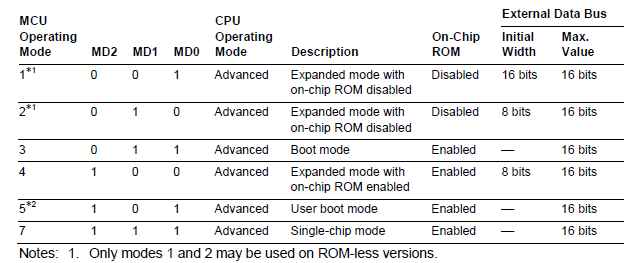 MCU Operating Mode MD2 MD1 MD0 CPU Operating Mode Description On-Chip ROM External Data Bus Initial Width Max. Value
1*1 0 0 1 Advanced Expanded mode with Disabled 16 bits 16 bits
on-chip ROM disabled
2*1 0 1 0 Advanced Expanded mode with Disabled 8 bits 16 bits
on-chip ROM disabled
3 0 1 1 Advanced Boot mode Enabled — 16 bits
4 1 0 0 Advanced Expanded mode with Enabled 8 bits 16 bits
on-chip ROM enabled
5*2 1 0 1 Advanced User boot mode Enabled — 16 bits
7 1 1 1 Advanced Single-chip mode Enabled — 16 bits
Notes: 1. Only modes 1 and 2 may be used on ROM-less versions.